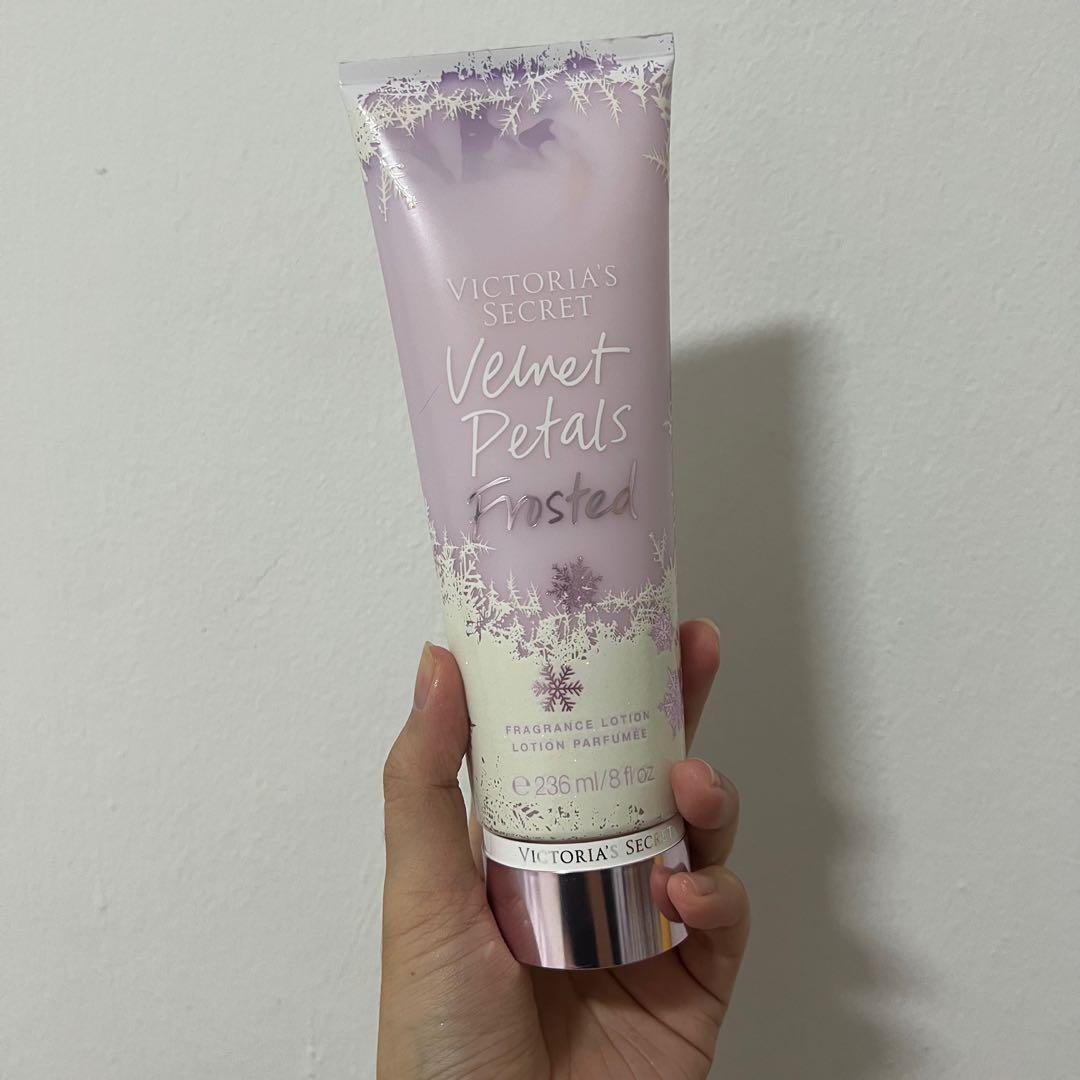 VICTORIA'S
SECRET
Velvet
Petals
Frosted
FRAGRANCE LOTION
LOTION PARFUMÉE
℮ 236 ml/8 fl oz
VICTORIA'S SECRET